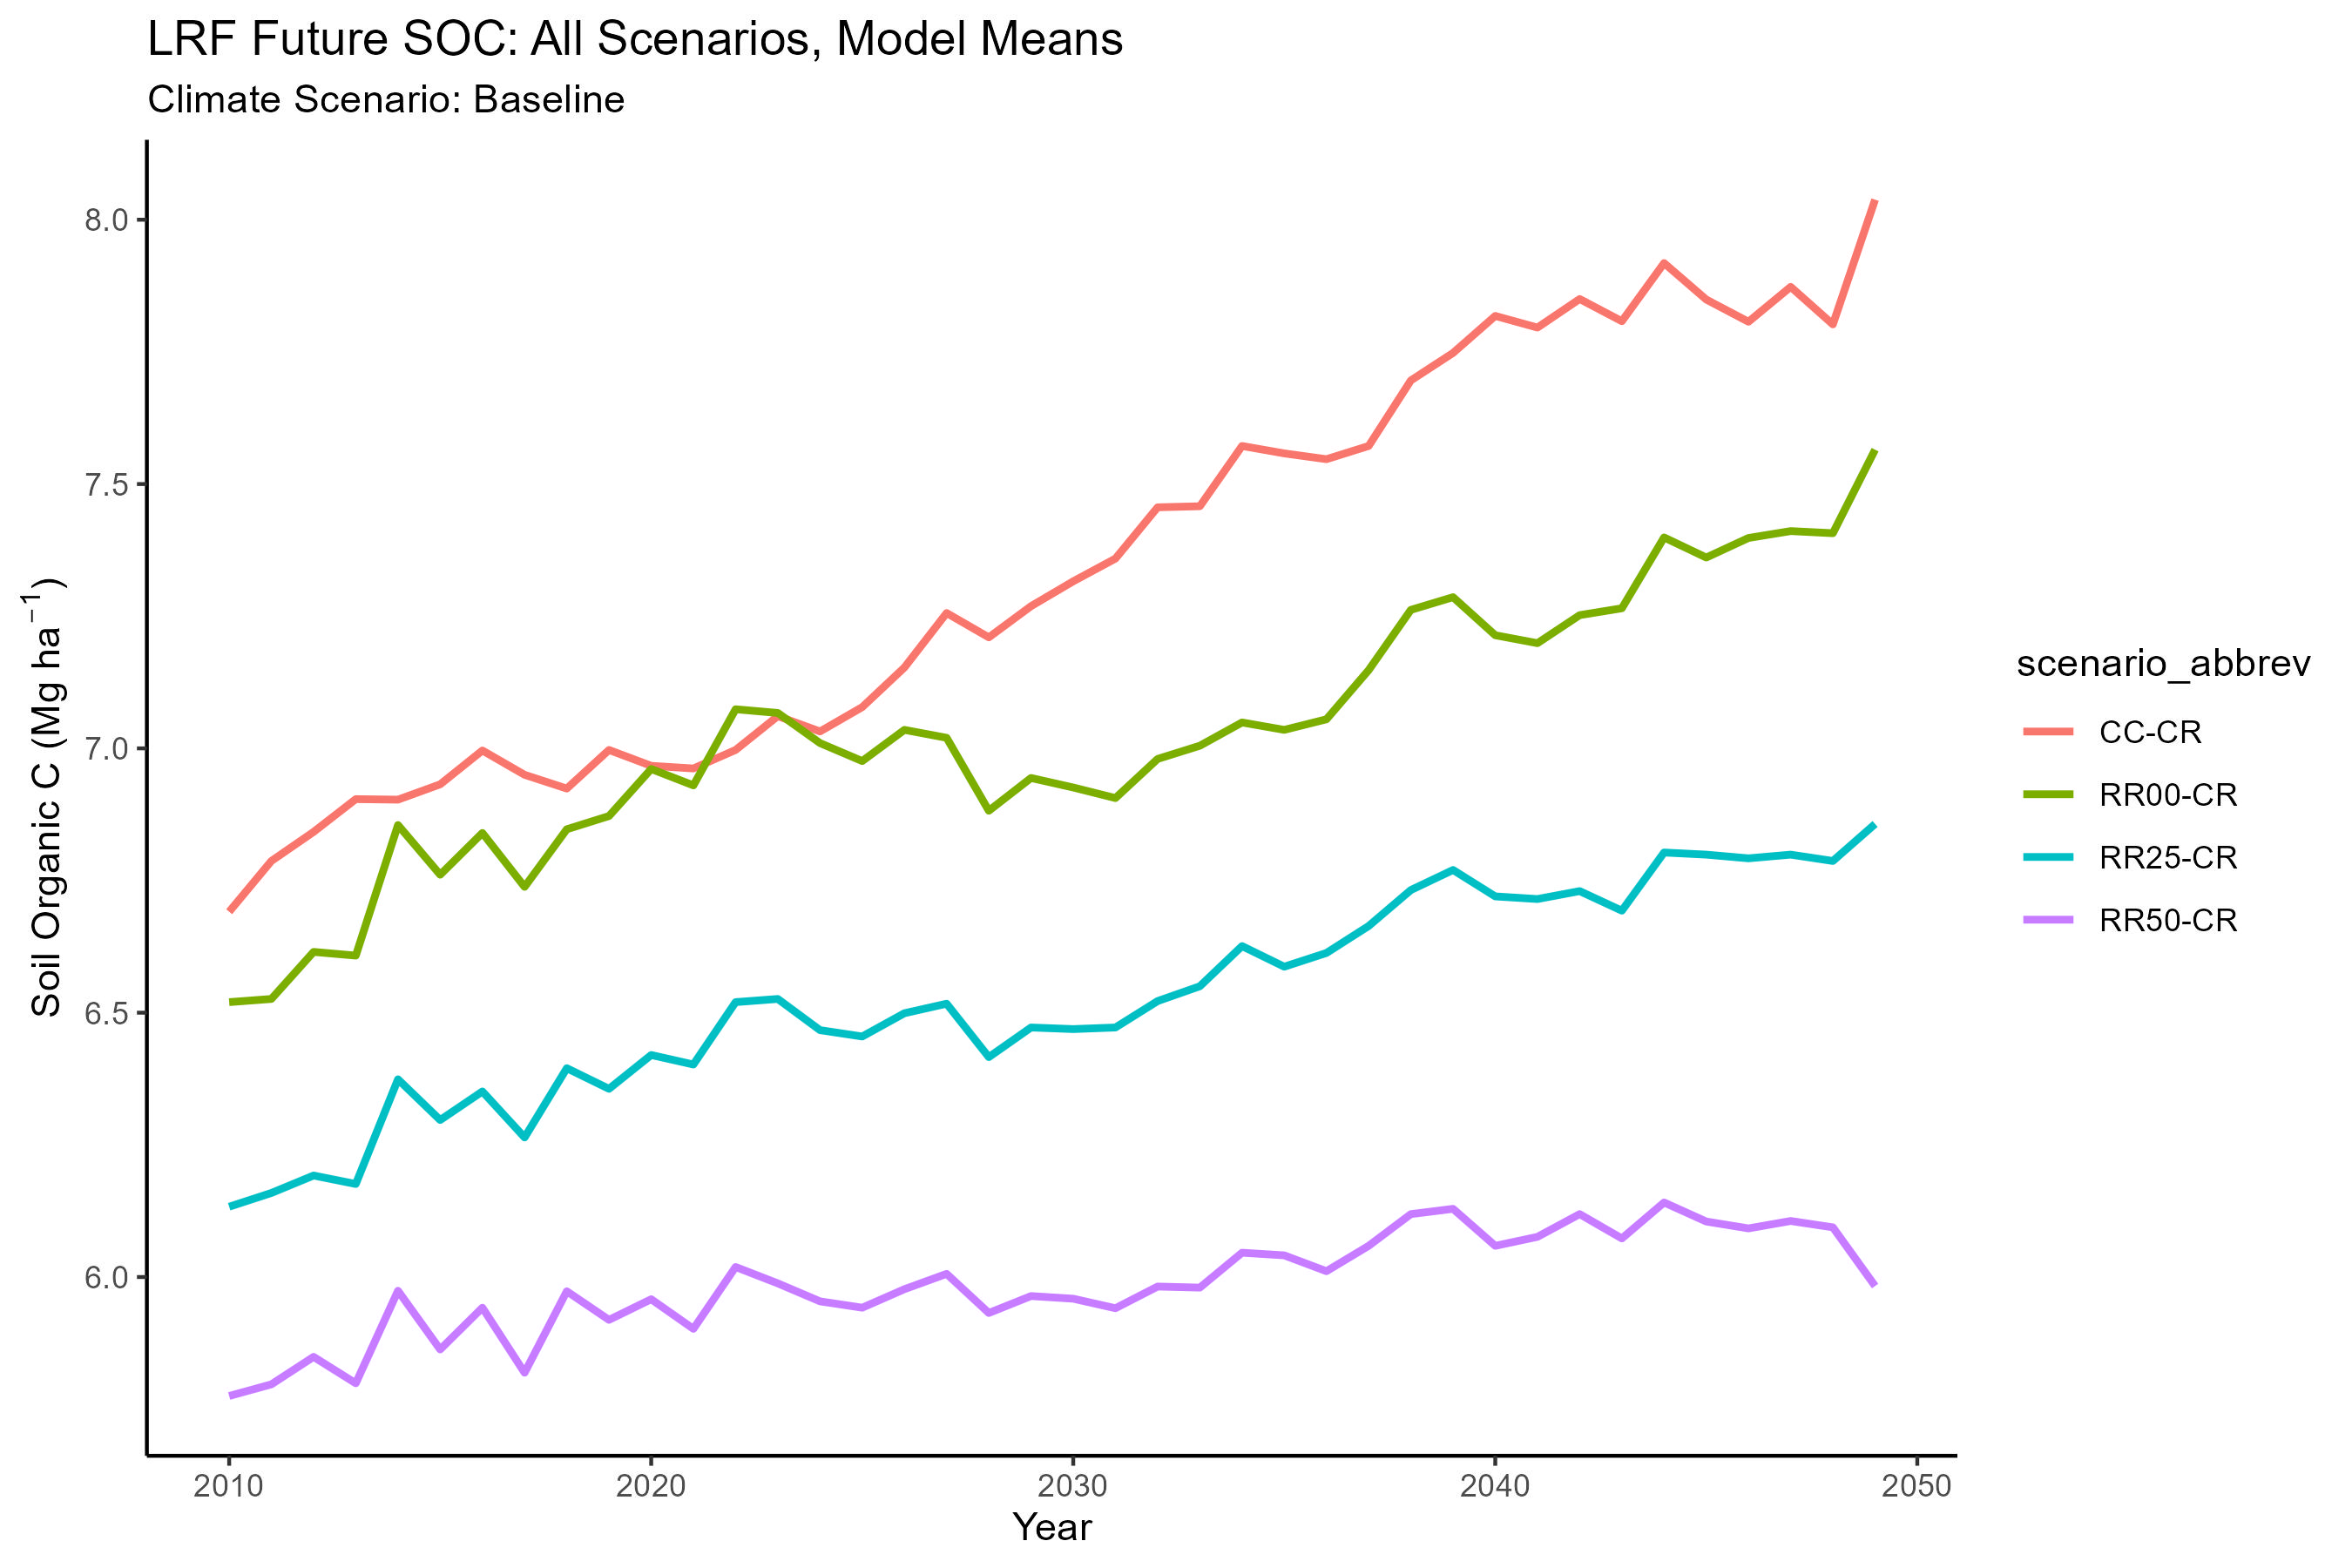 LRF Future SOC: All Scenarios, Model Means
Climate Scenario: Baseline
Soil Organic C (Mg ha⁻¹)
8.0
7.5
7.0
6.5
6.0
2010 2020 2030 2040 2050
Year
scenario_abbrev
CC-CR
RR00-CR
RR25-CR
RR50-CR